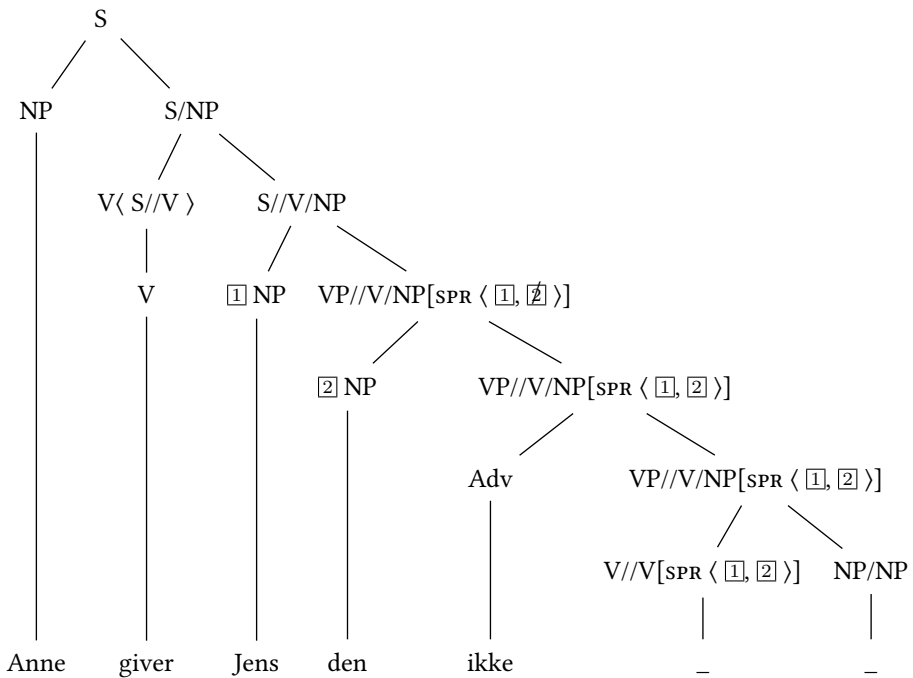 S
NP S/NP
V⟨ S//V ⟩ S//V/NP
V 1 NP VP//V/NP[SPR ⟨ 1, 2̸ ⟩]
2 NP VP//V/NP[SPR ⟨ 1, 2 ⟩]
Adv VP//V/NP[SPR ⟨ 1, 2 ⟩]
V//V[SPR ⟨ 1, 2 ⟩] NP/NP
Anne giver Jens den ikke _ _